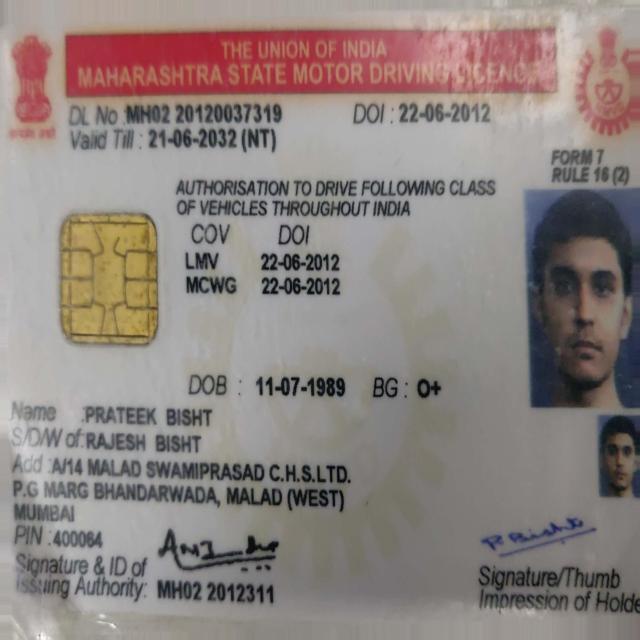 THE UNION OF INDIA
MAHARASHTRA STATE MOTOR DRIVING LICENCE
DL No MH02 20120037319 DOI : 22-06-2012
Valid Till : 21-06-2032 (NT)
FORM 7
RULE 16 (2)
AUTHORISATION TO DRIVE FOLLOWING CLASS
OF VEHICLES THROUGHOUT INDIA
COV DOI
LMV 22-06-2012
MCWG 22-06-2012
DOB : 11-07-1989 BG : O+
Name :PRATEEK BISHT
S/D/W of:RAJESH BISHT
Add :A/14 MALAD SWAMIPRASAD C.H.S.LTD.
P.G MARG BHANDARWADA, MALAD (WEST)
MUMBAI
PIN :400064
Signature & ID of
Issuing Authority: MH02 2012311
P Bisht
Signature/Thumb
Impression of Holde